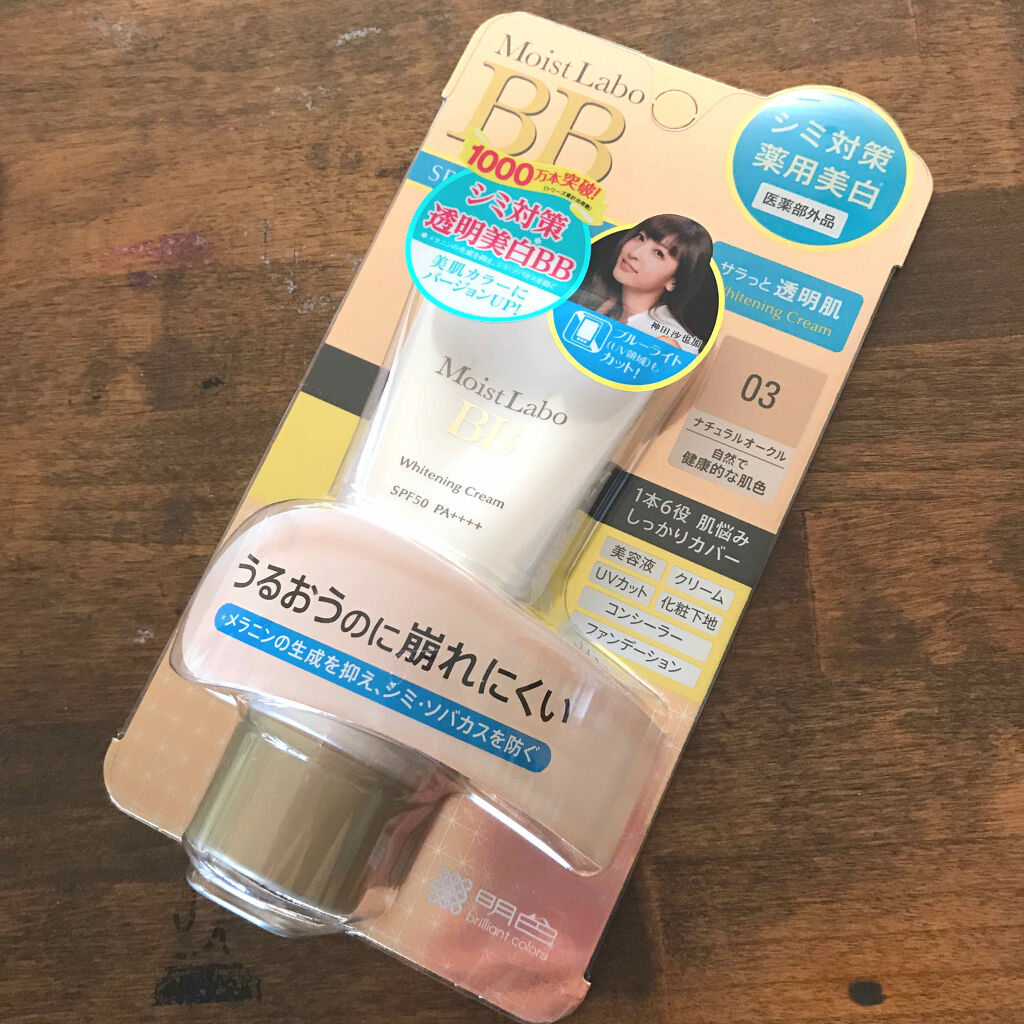 Moist Labo
BB
1000万本突破!
シミ対策
透明美白BB
美肌カラーに
バージョンUP!
シミ対策
薬用美白
医薬部外品
神田沙也加
ブルーライト
(UV領域)も
カット!
サラっと透明肌
Whitening Cream
03
ナチュラルオークル
自然で
健康的な肌色
Moist Labo
BB
Whitening Cream
SPF50 PA++++
1本6役 肌悩み
しっかりカバー
美容液 クリーム
UVカット 化粧下地
コンシーラー
ファンデーション
うるおうのに崩れにくい
*メラニンの生成を抑え、シミ・ソバカスを防ぐ
明色
brilliant colors